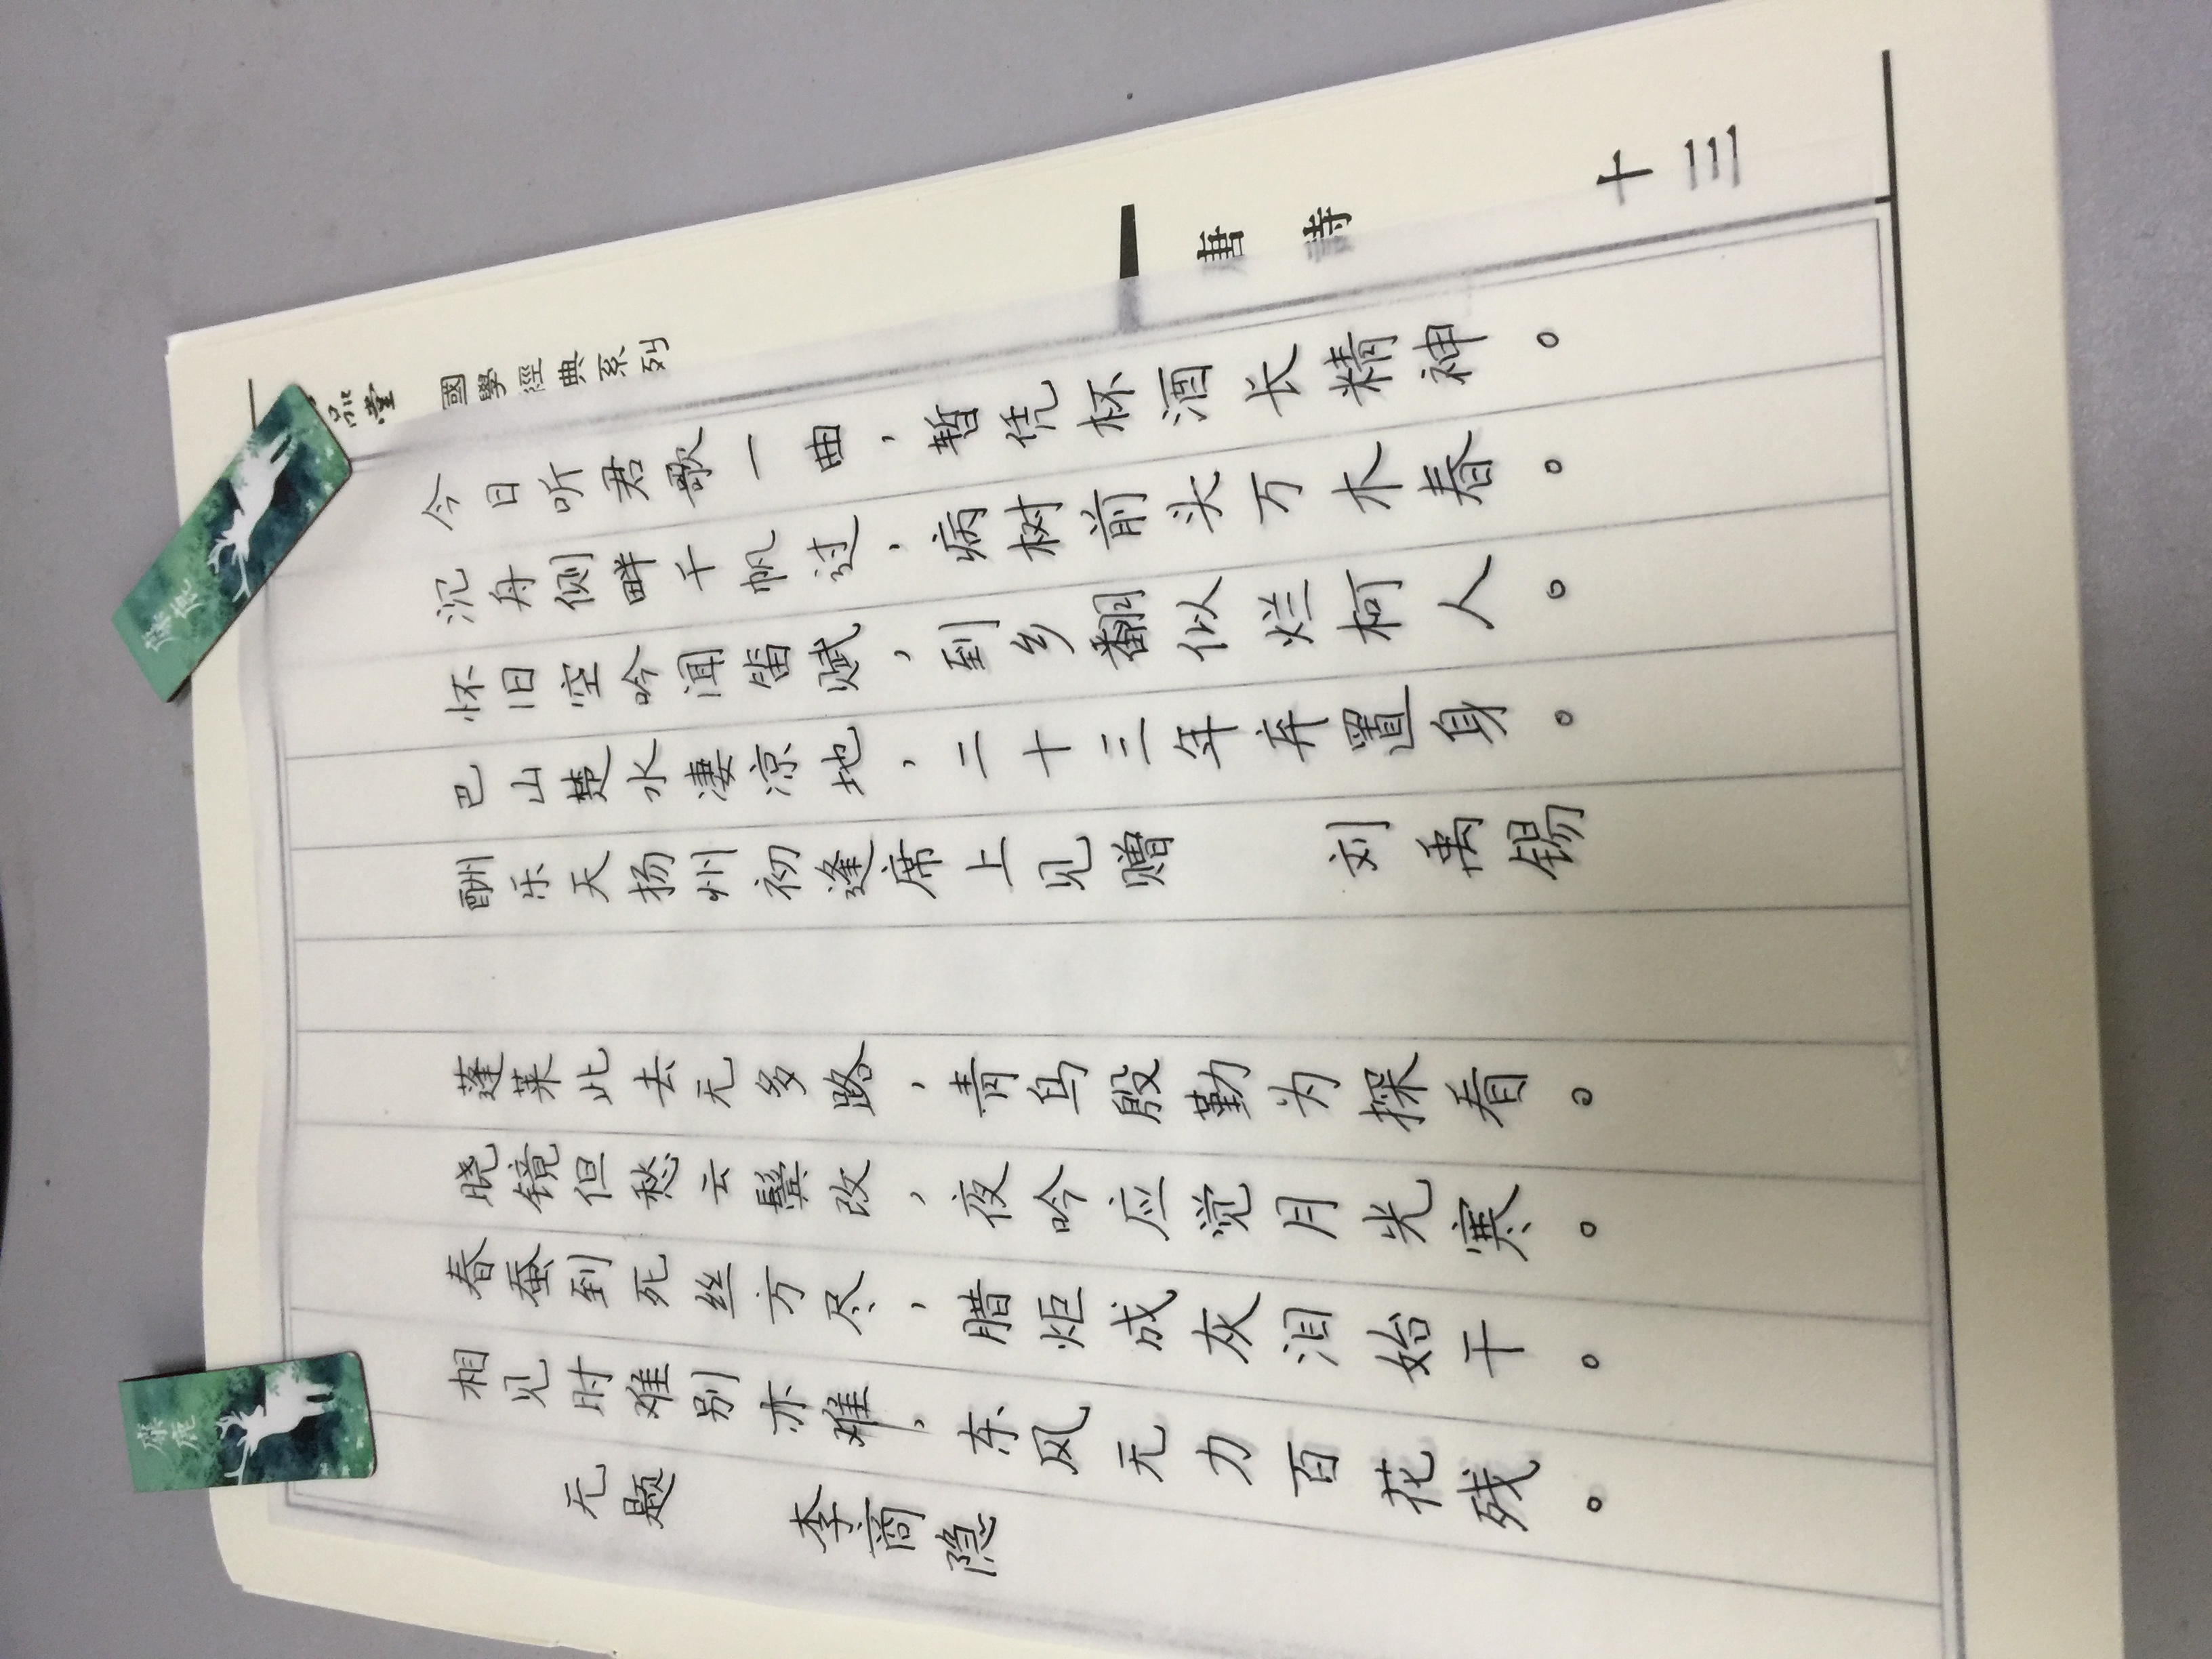 麋鹿
麋鹿
无题 李商隐
相见时难别亦难，东风无力百花残。
春蚕到死丝方尽，腊炬成灰泪始干。
晓镜但愁云鬓改，夜吟应觉月光寒。
蓬莱此去无多路，青鸟殷勤为探看。
酬乐天扬州初逢席上见赠 刘禹锡
巴山楚水凄凉地，二十三年弃置身。
怀旧空吟闻笛赋，到乡翻似烂柯人。
沉舟侧畔千帆过，病树前头万木春。
今日听君歌一曲，暂凭杯酒长精神。
品堂 國學經典系列
唐詩
十三